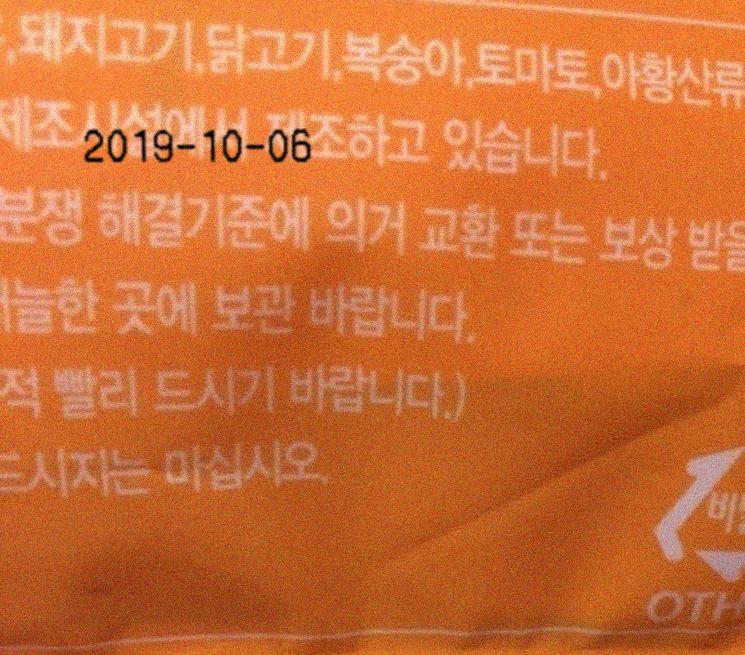 ,돼지고기,닭고기,복숭아,토마토,아황산류
제조시설에서 제조하고 있습니다.
2019-10-06
분쟁 해결기준에 의거 교환 또는 보상 받을
서늘한 곳에 보관 바랍니다.
적 빨리 드시기 바랍니다.)
드시지는 마십시오.
OTH